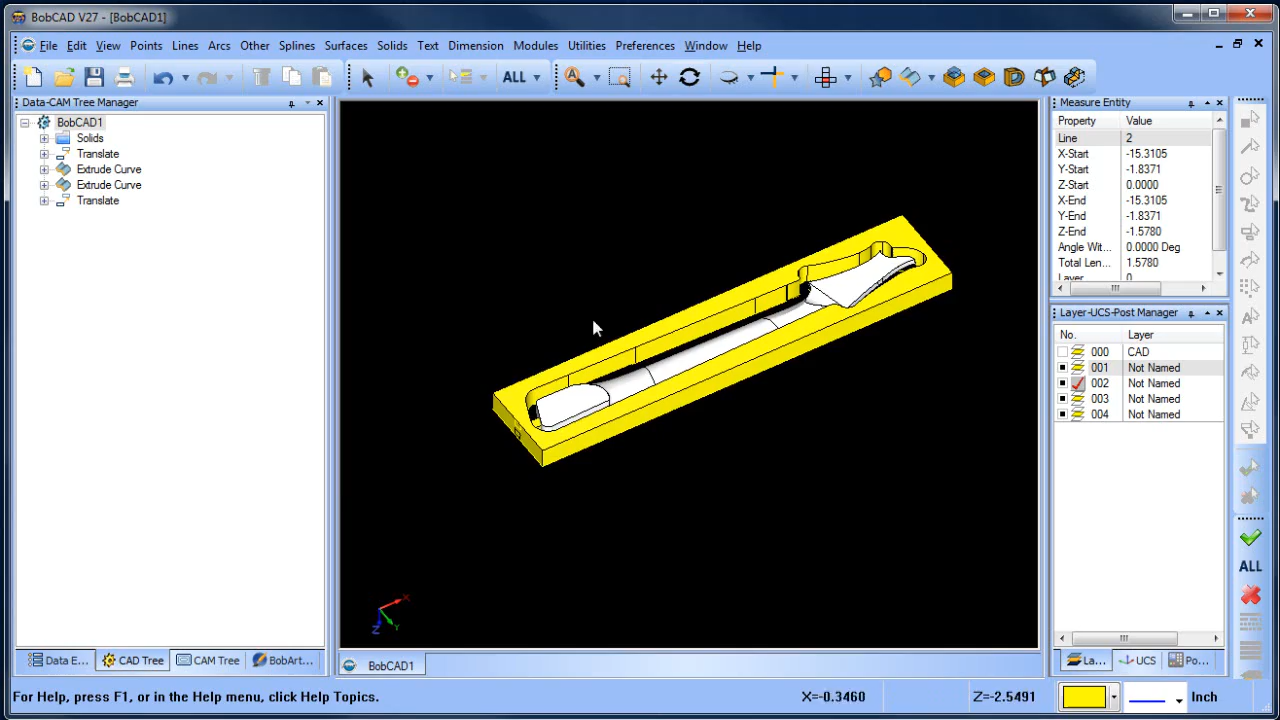 BobCAD V27 - [BobCAD1]
File Edit View Points Lines Arcs Other Splines Surfaces Solids Text Dimension Modules Utilities Preferences Window Help
ALL
Data-CAM Tree Manager
BobCAD1
Solids
Translate
Extrude Curve
Extrude Curve
Translate
Data E... CAD Tree CAM Tree BobArt...
X
Y
Z
BobCAD1
Measure Entity
Property Value
Line 2
X-Start -15.3105
Y-Start -1.8371
Z-Start 0.0000
X-End -15.3105
Y-End -1.8371
Z-End -1.5780
Angle Wit... 0.0000 Deg
Total Len... 1.5780
Layer 0
Layer-UCS-Post Manager
No. Layer
000 CAD
001 Not Named
002 Not Named
003 Not Named
004 Not Named
La... UCS Po...
ALL
For Help, press F1, or in the Help menu, click Help Topics.
X=-0.3460 Z=-2.5491 Inch